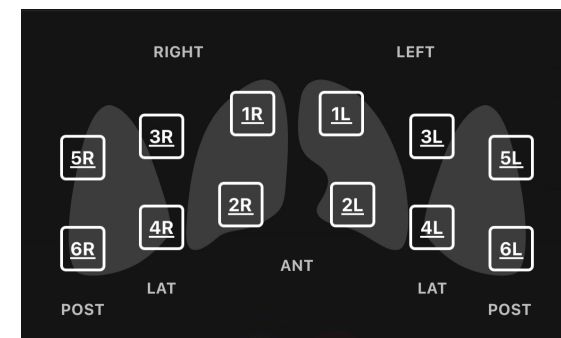 RIGHT LEFT
1R 1L
3R 3L
5R 5L
2R 2L
4R 4L
6R 6L
ANT
LAT LAT
POST POST